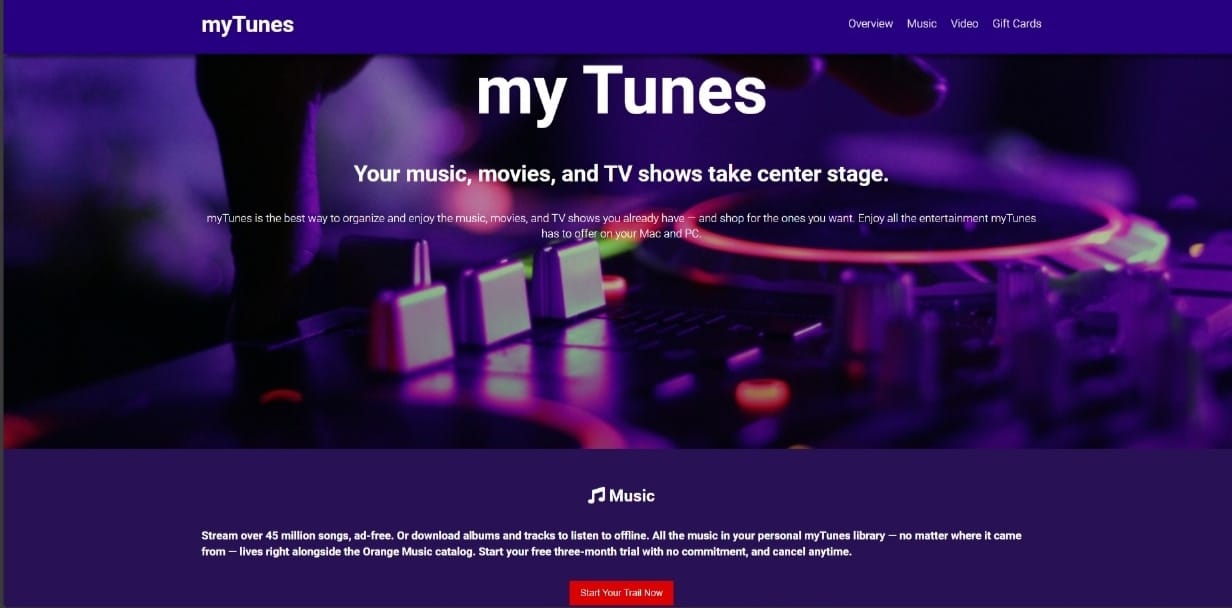 myTunes
Overview Music Video Gift Cards
my Tunes
Your music, movies, and TV shows take center stage.
myTunes is the best way to organize and enjoy the music, movies, and TV shows you already have — and shop for the ones you want. Enjoy all the entertainment myTunes
has to offer on your Mac and PC.
Music
Stream over 45 million songs, ad-free. Or download albums and tracks to listen to offline. All the music in your personal myTunes library — no matter where it came
from — lives right alongside the Orange Music catalog. Start your free three-month trial with no commitment, and cancel anytime.
Start Your Trail Now